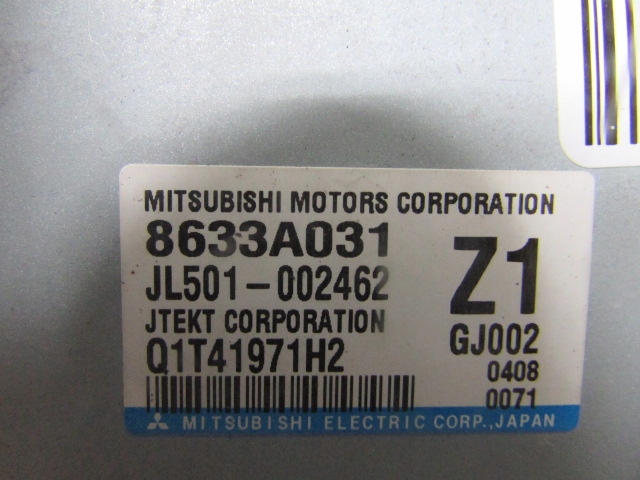 MITSUBISHI MOTORS CORPORATION
8633A031
JL501-002462
Z1
JTEKT CORPORATION
GJ002
Q1T41971H2
0408
0071
MITSUBISHI ELECTRIC CORP., JAPAN